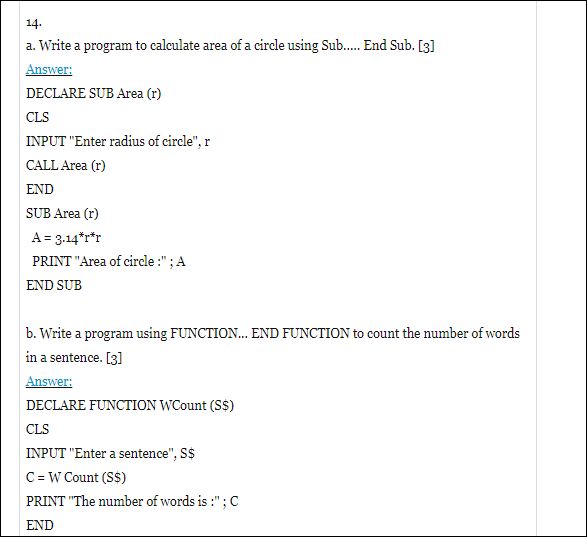 14.
a. Write a program to calculate area of a circle using Sub..... End Sub. [3]
Answer:
DECLARE SUB Area (r)
CLS
INPUT "Enter radius of circle", r
CALL Area (r)
END
SUB Area (r)
A = 3.14*r*r
PRINT "Area of circle :" ; A
END SUB
b. Write a program using FUNCTION... END FUNCTION to count the number of words
in a sentence. [3]
Answer:
DECLARE FUNCTION WCount (S$)
CLS
INPUT "Enter a sentence", S$
C = W Count (S$)
PRINT "The number of words is :" ; C
END